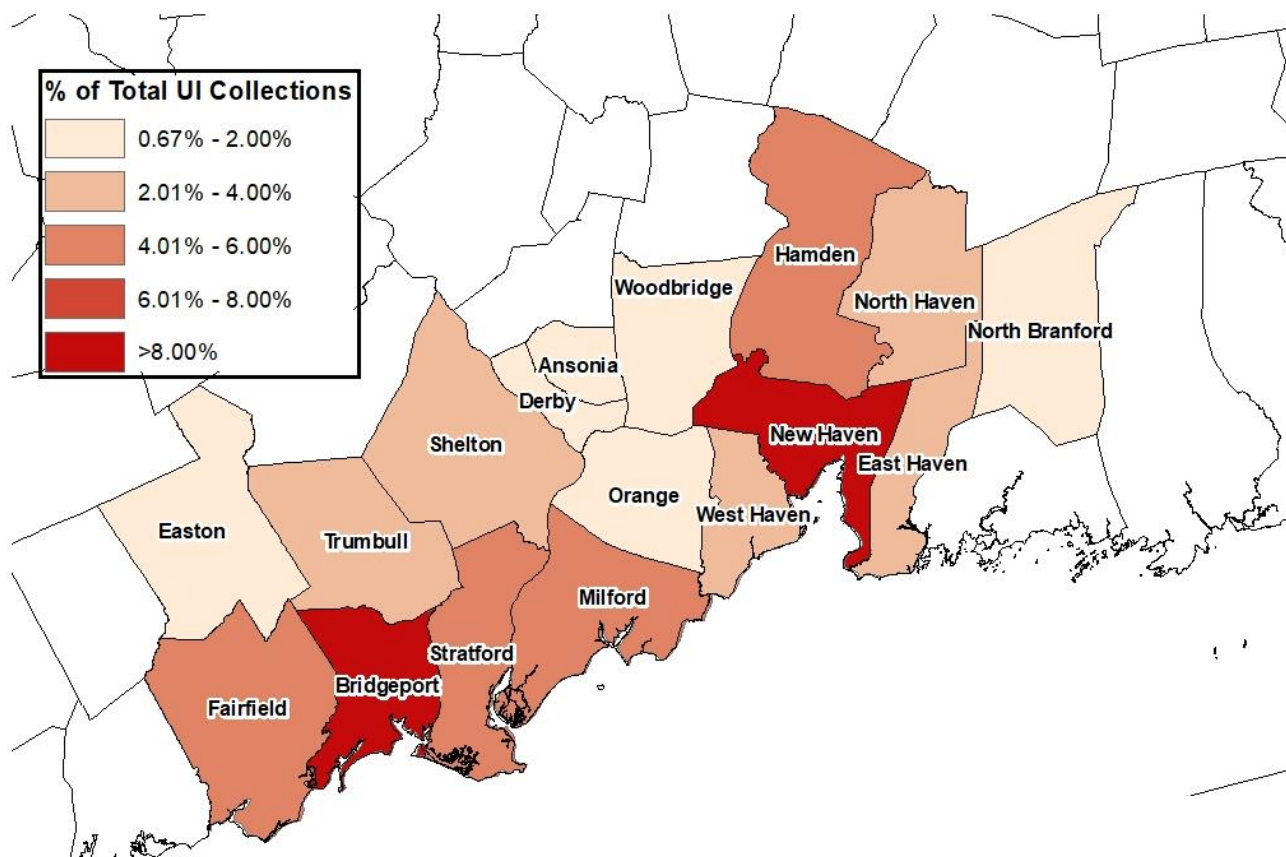 % of Total UI Collections
0.67% - 2.00%
2.01% - 4.00%
4.01% - 6.00%
6.01% - 8.00%
>8.00%
Hamden
Woodbridge
North Haven
North Branford
Ansonia
Derby
Shelton
New Haven
East Haven
Orange
West Haven
Easton
Trumbull
Milford
Stratford
Bridgeport
Fairfield